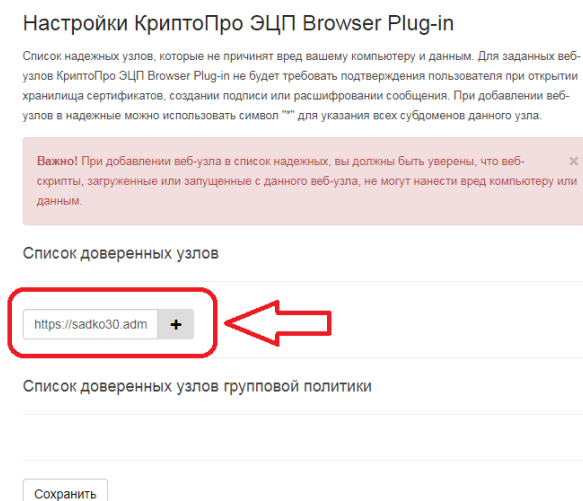 Настройки КриптоПро ЭЦП Browser Plug-in
Список надежных узлов, которые не причинят вред вашему компьютеру и данным. Для заданных веб-
узлов КриптоПро ЭЦП Browser Plug-in не будет требовать подтверждения пользователя при открытии
хранилища сертификатов, создании подписи или расшифровании сообщения. При добавлении веб-
узлов в надежные можно использовать символ "*" для указания всех субдоменов данного узла.
Важно! При добавлении веб-узла в список надежных, вы должны быть уверены, что веб-
скрипты, загруженные или запущенные с данного веб-узла, не могут нанести вред компьютеру или
данным.
×
Список доверенных узлов
https://sadko30.adm +
Список доверенных узлов групповой политики
Сохранить